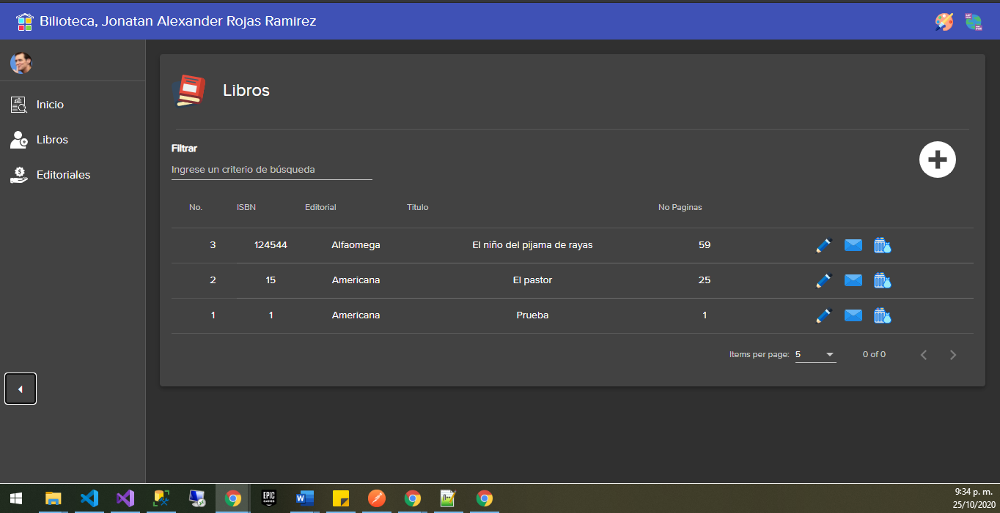 Bilioteca, Jonatan Alexander Rojas Ramirez
Inicio
Libros
Editoriales
Libros
Filtrar
Ingrese un criterio de búsqueda
No. ISBN Editorial Titulo No Paginas
3 124544 Alfaomega El niño del pijama de rayas 59
2 15 Americana El pastor 25
1 1 Americana Prueba 1
Items per page: 5 0 of 0
EPIC
GAMES
9:34 p. m.
25/10/2020